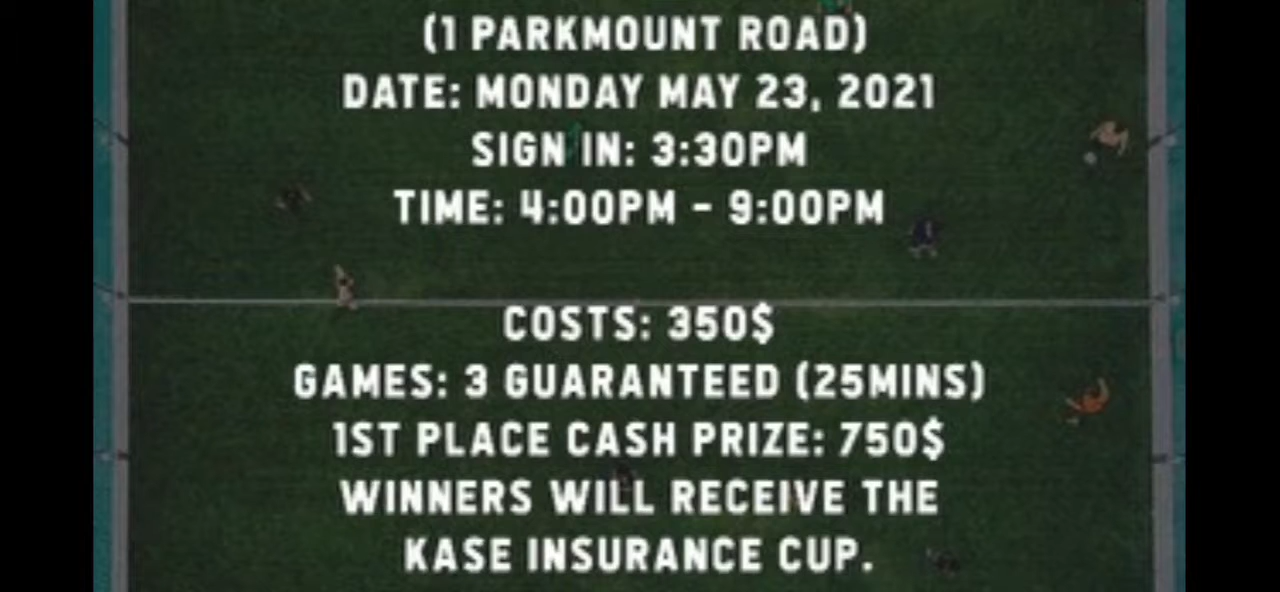 (1 PARKMOUNT ROAD)
DATE: MONDAY MAY 23, 2021
SIGN IN: 3:30PM
TIME: 4:00PM - 9:00PM
COSTS: 350$
GAMES: 3 GUARANTEED (25MINS)
1ST PLACE CASH PRIZE: 750$
WINNERS WILL RECEIVE THE
KASE INSURANCE CUP.